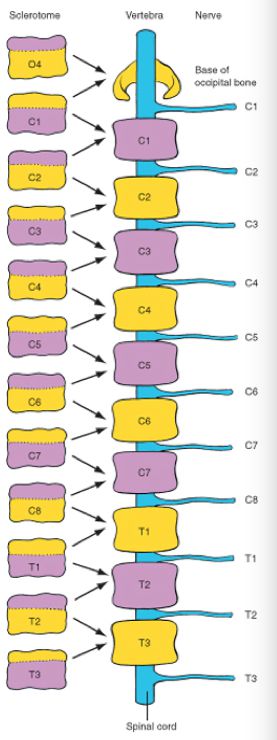 Sclerotome Vertebra Nerve
O4
Base of
occipital bone
C1
C1
C1
C2
C2
C2
C3
C3
C3
C4
C4
C4
C5
C5
C5
C6
C6
C6
C7
C7
C7
C8
C8
T1
T1
T1
T2
T2
T2
T3
T3
T3
Spinal cord